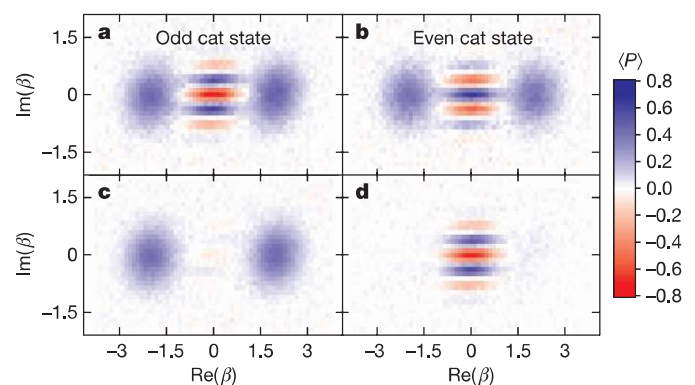 a Odd cat state
b Even cat state
⟨P⟩
1.5
0
−1.5
Im(β)
0.8
0.6
0.4
0.2
0.0
−0.2
−0.4
−0.6
−0.8
c
d
1.5
0
−1.5
Im(β)
−3 −1.5 0 1.5 3
−3 −1.5 0 1.5 3
Re(β)
Re(β)